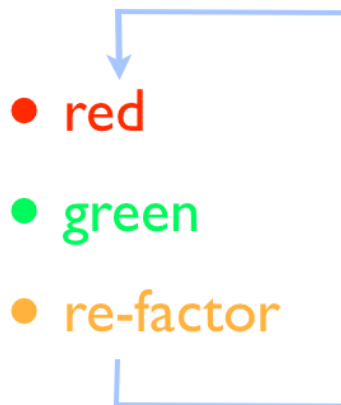 • red
• green
• re-factor